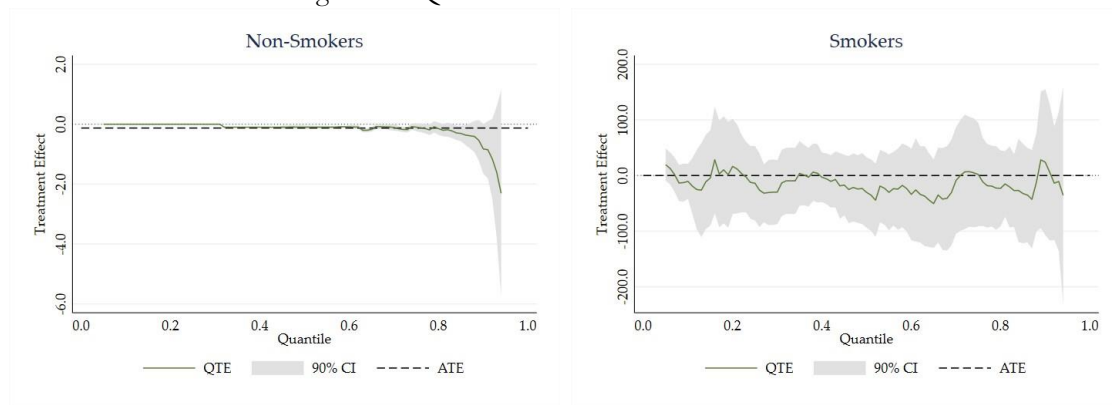 Non-Smokers
Treatment Effect
2.0
0.0
-2.0
-4.0
-6.0
0.0 0.2 0.4 0.6 0.8 1.0
Quantile
QTE 90% CI ATE
Smokers
Treatment Effect
200.0
100.0
0.0
-100.0
-200.0
0.0 0.2 0.4 0.6 0.8 1.0
Quantile
QTE 90% CI ATE